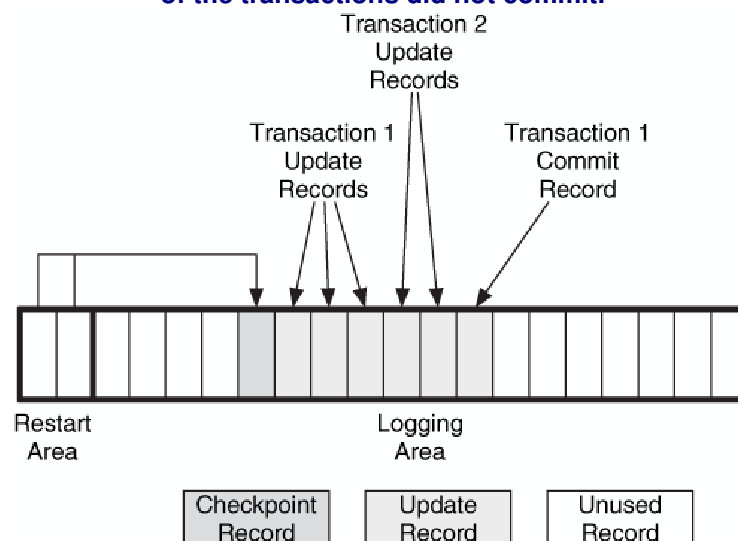 of the transactions did not commit.
Transaction 2
Update
Records
Transaction 1
Update
Records
Transaction 1
Commit
Record
Restart
Area
Logging
Area
Checkpoint
Record
Update
Record
Unused
Record